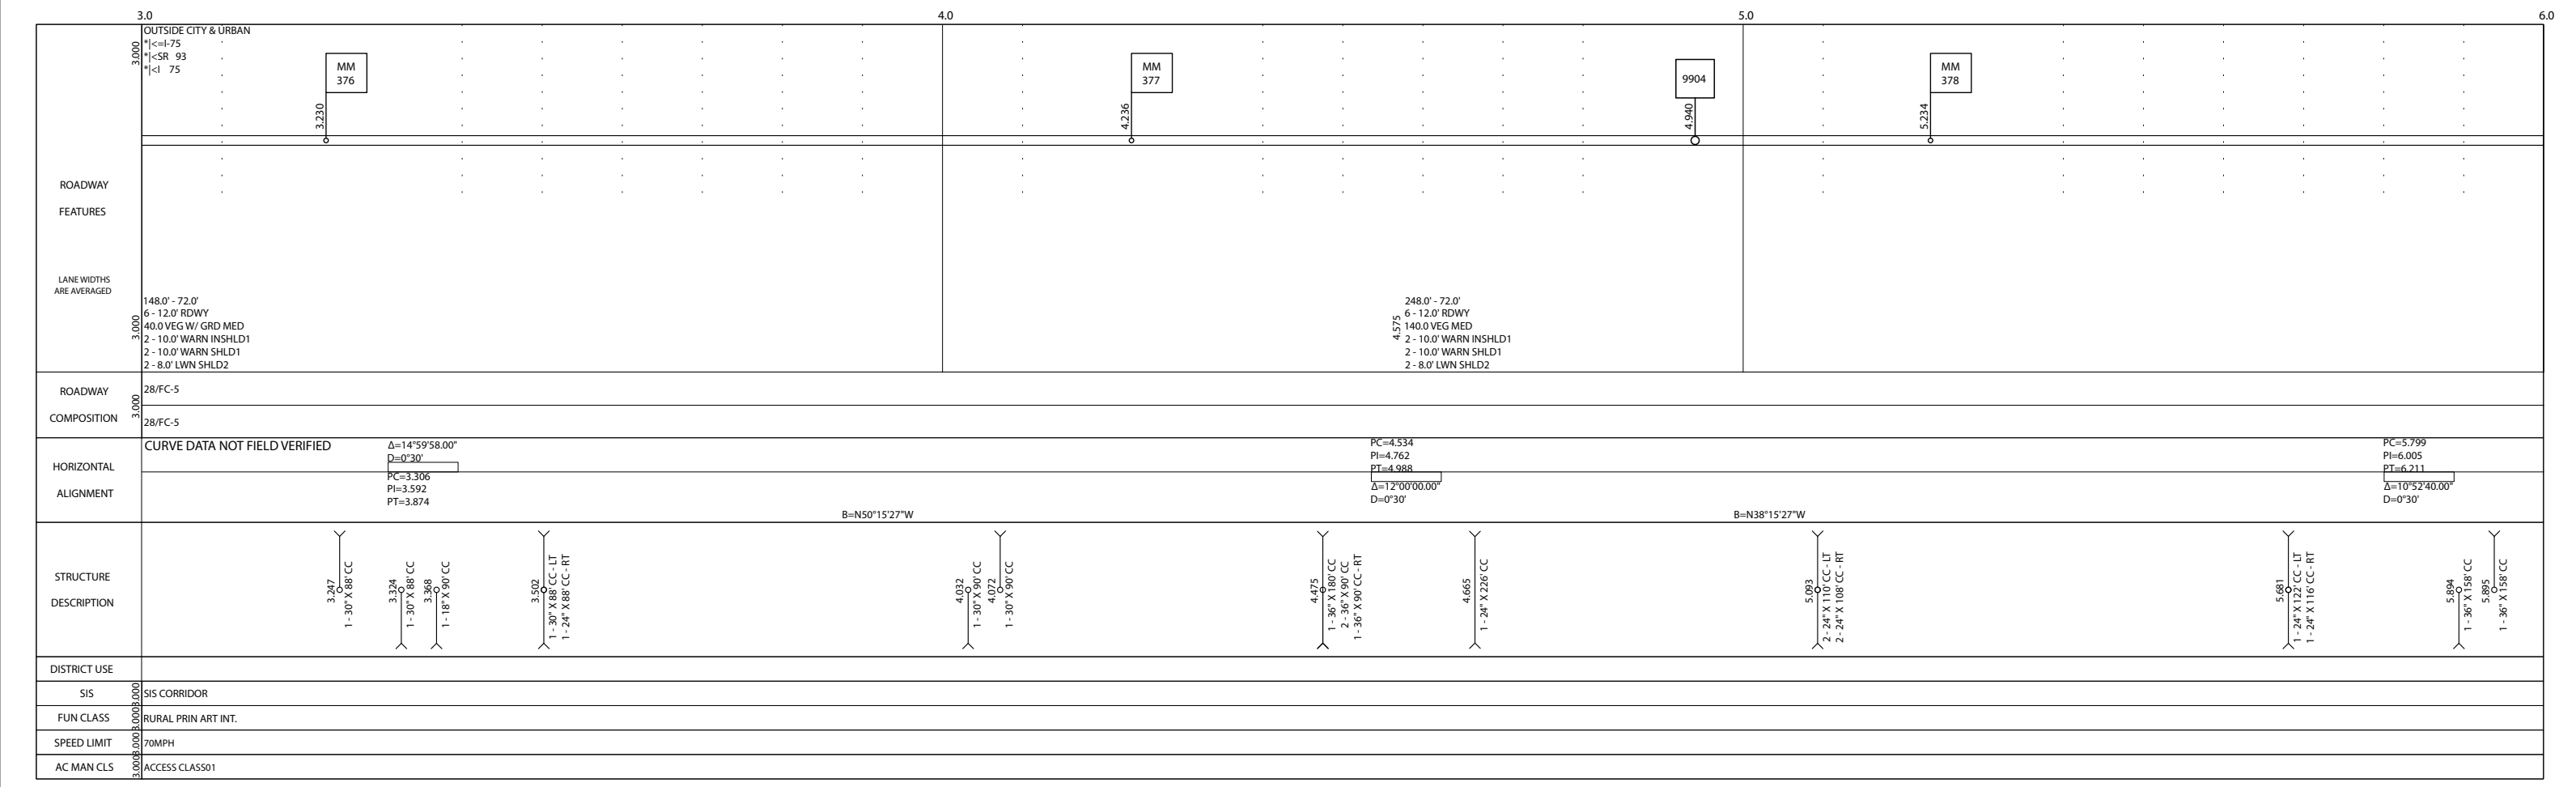 3.0 4.0 5.0 6.0
3.000
OUTSIDE CITY & URBAN
*|<=I-75
*|<SR 93
*|<I 75
MM
376
3.230
MM
377
4.236
9904
4.940
MM
378
5.234
ROADWAY
FEATURES
LANE WIDTHS
ARE AVERAGED
3.000
148.0' - 72.0'
6 - 12.0' RDWY
40.0 VEG W/ GRD MED
2 - 10.0' WARN INSHLD1
2 - 10.0' WARN SHLD1
2 - 8.0' LWN SHLD2
4.575
248.0' - 72.0'
6 - 12.0' RDWY
140.0 VEG MED
2 - 10.0' WARN INSHLD1
2 - 10.0' WARN SHLD1
2 - 8.0' LWN SHLD2
ROADWAY
COMPOSITION
3.000
28/FC-5
28/FC-5
HORIZONTAL
ALIGNMENT
CURVE DATA NOT FIELD VERIFIED
Δ=14°59'58.00"
D=0°30'
PC=3.306
PI=3.592
PT=3.874
B=N50°15'27"W
PC=4.534
PI=4.762
PT=4.988
Δ=12°00'00.00"
D=0°30'
B=N38°15'27"W
PC=5.799
PI=6.005
PT=6.211
Δ=10°52'40.00"
D=0°30'
STRUCTURE
DESCRIPTION
3.247
1 - 30" X 88' CC
3.324
1 - 30" X 88' CC
3.368
1 - 18" X 90' CC
3.502
1 - 30" X 88' CC - LT
1 - 24" X 88' CC - RT
4.032
1 - 30" X 90' CC
4.072
1 - 30" X 90' CC
4.475
1 - 36" X 180' CC
2 - 36" X 90' CC
1 - 36" X 90' CC - RT
4.665
1 - 24" X 226' CC
5.093
2 - 24" X 110' CC - LT
2 - 24" X 108' CC - RT
5.681
1 - 24" X 122' CC - LT
1 - 24" X 116' CC - RT
5.894
1 - 36" X 158' CC
5.895
1 - 36" X 158' CC
DISTRICT USE
SIS
3.000
SIS CORRIDOR
FUN CLASS
3.000
RURAL PRIN ART INT.
SPEED LIMIT
3.000
70MPH
AC MAN CLS
3.000
ACCESS CLASS01